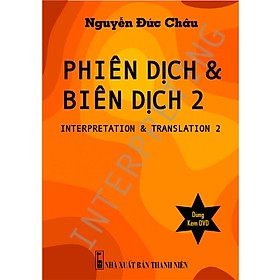 Nguyễn Đức Châu
PHIÊN DỊCH &
BIÊN DỊCH 2
INTERPRETATION & TRANSLATION 2
INTERPRETING
Dùng
Kèm DVD
NHÀ XUẤT BẢN THANH NIÊN